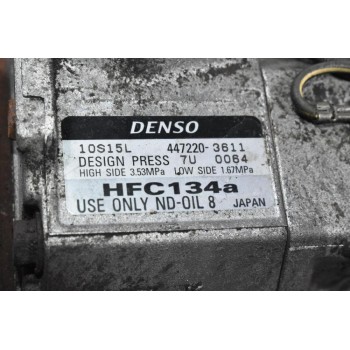 DENSO
10S15L 447220-3611
DESIGN PRESS 7U 0064
HIGH SIDE 3.53MPa LOW SIDE 1.67MPa
HFC134a
USE ONLY ND-OIL 8 JAPAN